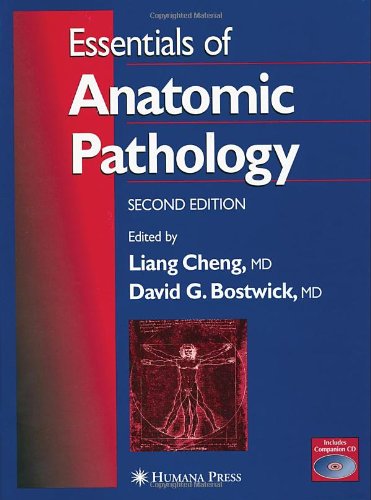 Essentials of
Anatomic
Pathology
SECOND EDITION
Edited by
Liang Cheng, MD
David G. Bostwick, MD
Includes
Companion CD
HUMANA PRESS